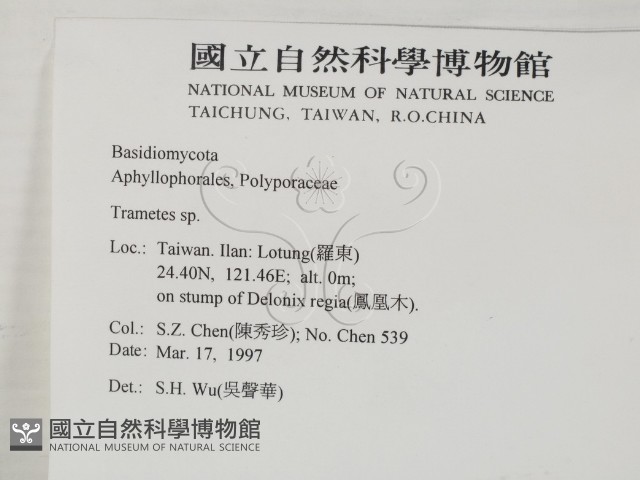 國立自然科學博物館
NATIONAL MUSEUM OF NATURAL SCIENCE
TAICHUNG, TAIWAN, R.O.CHINA
Basidiomycota
Aphyllophorales, Polyporaceae
Trametes sp.
Loc.: Taiwan. Ilan: Lotung(羅東)
24.40N, 121.46E; alt. 0m;
on stump of Delonix regia(鳳凰木).
Col.: S.Z. Chen(陳秀珍); No. Chen 539
Date: Mar. 17, 1997
Det.: S.H. Wu(吳聲華)
國立自然科學博物館
NATIONAL MUSEUM OF NATURAL SCIENCE